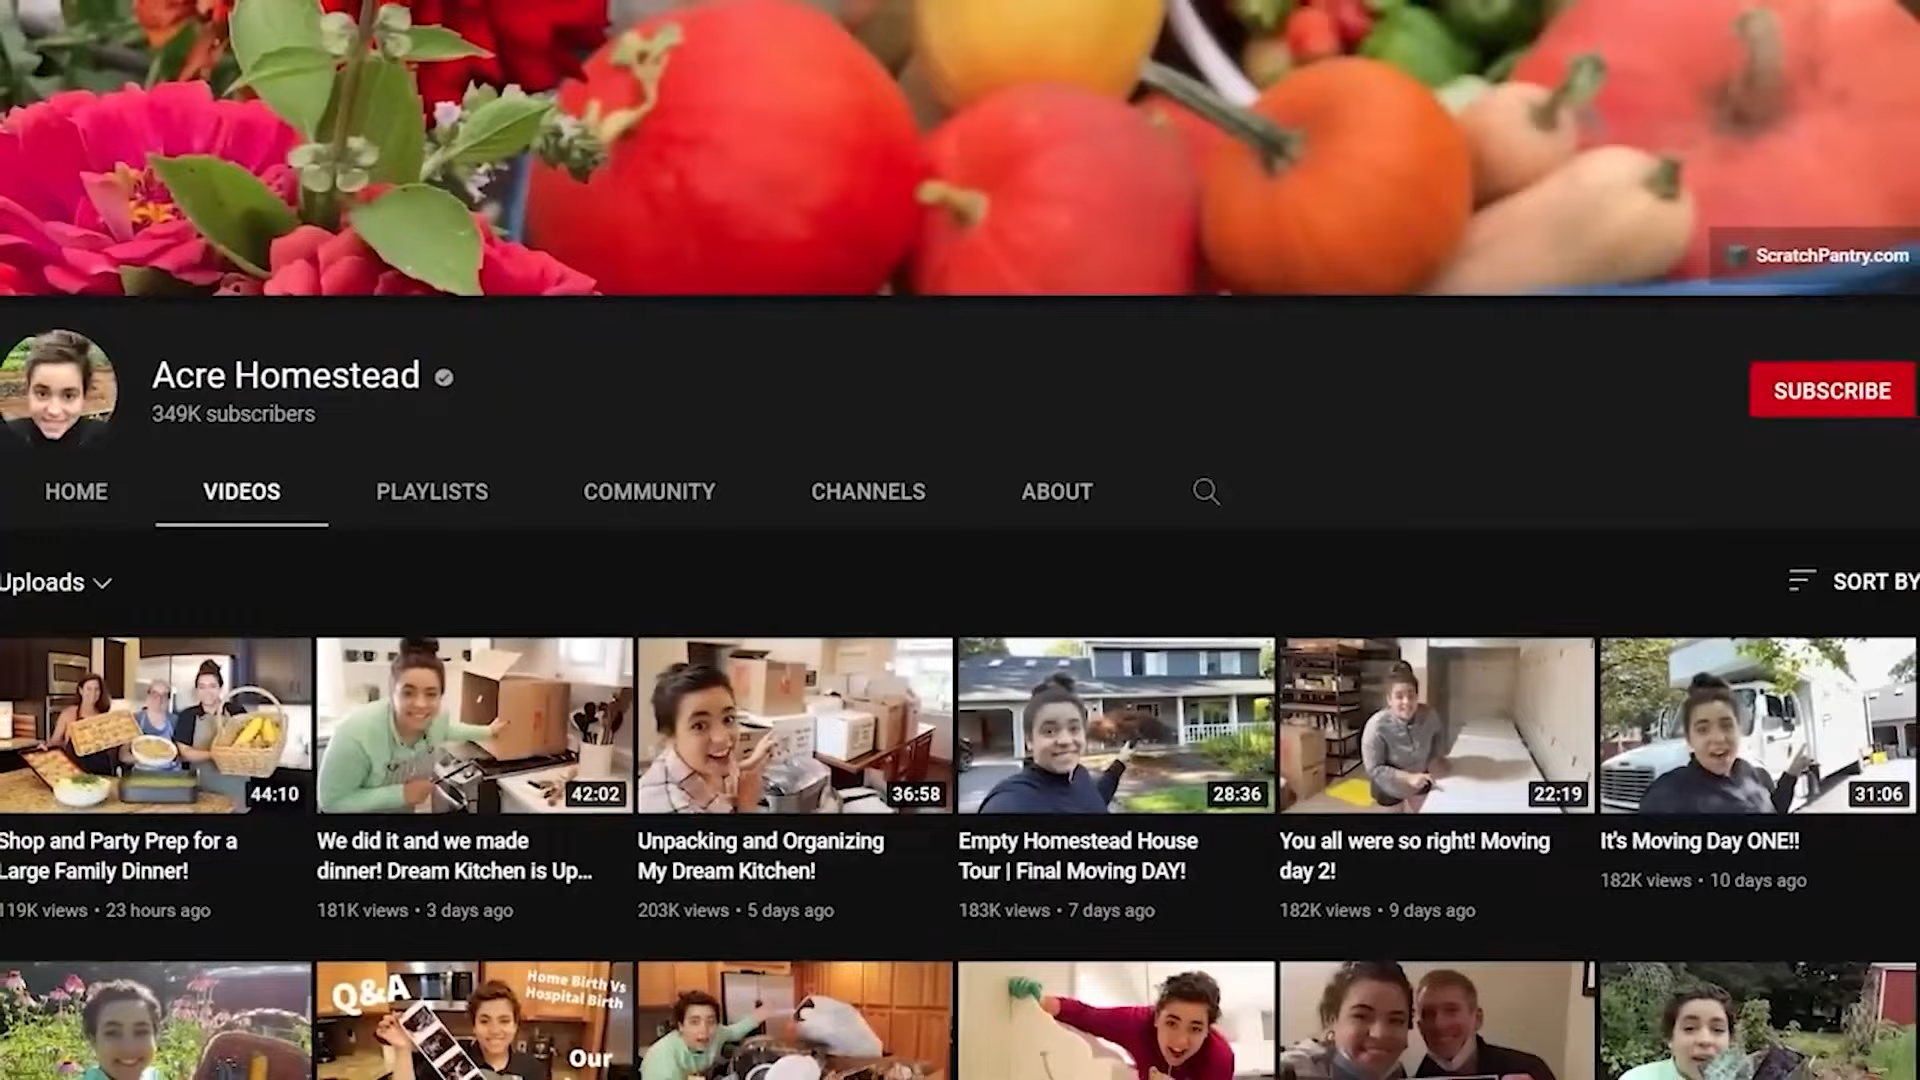 ScratchPantry.com
Acre Homestead
349K subscribers
SUBSCRIBE
HOME
VIDEOS
PLAYLISTS
COMMUNITY
CHANNELS
ABOUT
Uploads
SORT BY
44:10
42:02
36:58
28:36
22:19
31:06
Shop and Party Prep for a
Large Family Dinner!
119K views • 23 hours ago
We did it and we made
dinner! Dream Kitchen is Up...
181K views • 3 days ago
Unpacking and Organizing
My Dream Kitchen!
203K views • 5 days ago
Empty Homestead House
Tour | Final Moving DAY!
183K views • 7 days ago
You all were so right! Moving
day 2!
182K views • 9 days ago
It's Moving Day ONE!!
182K views • 10 days ago
Q&A
Home Birth Vs
Hospital Birth
Our